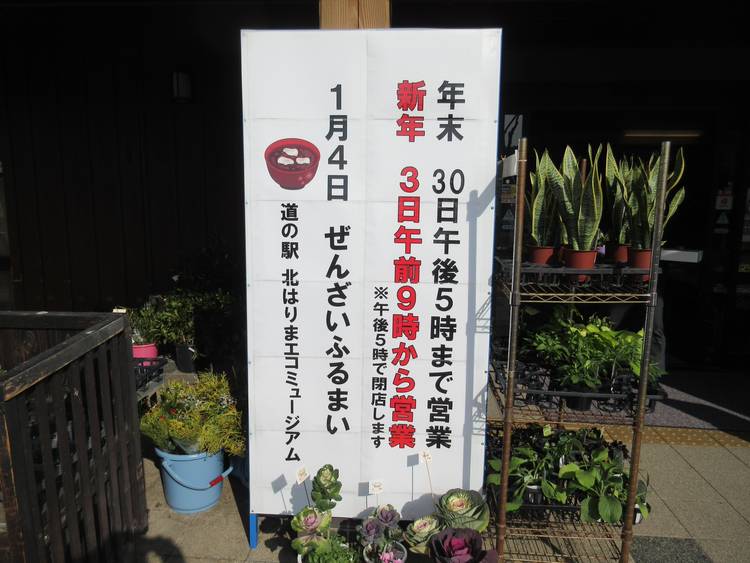 年末 30日午後5時まで営業
新年 3日午前9時から営業
※午後5時で閉店します
1月4日 ぜんざいふるまい
道の駅 北はりまエコミュージアム